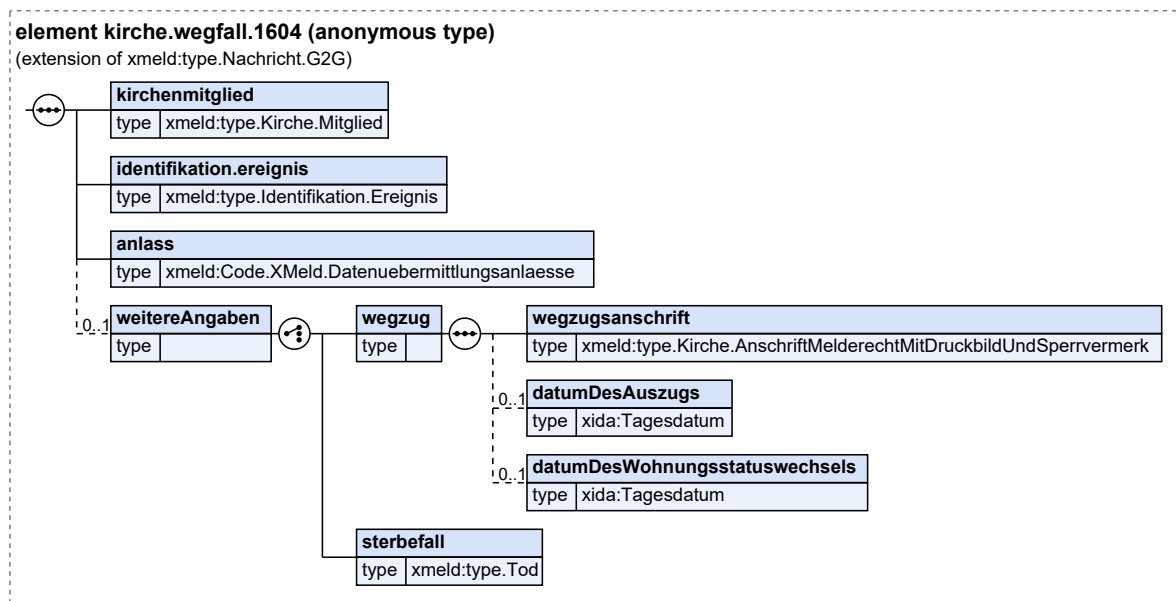 element kirche.wegfall.1604 (anonymous type)
(extension of xmeld:type.Nachricht.G2G)
kirchenmitglied
type xmeld:type.Kirche.Mitglied
identifikation.ereignis
type xmeld:type.Identifikation.Ereignis
anlass
type xmeld:Code.XMeld.Datenuebermittlungsanlaesse
0..1
weitereAngaben
type
wegzug
type
wegzugsanschrift
type xmeld:type.Kirche.AnschriftMelderechtMitDruckbildUndSperrvermerk
0..1
datumDesAuszugs
type xida:Tagesdatum
0..1
datumDesWohnungsstatuswechsels
type xida:Tagesdatum
sterbefall
type xmeld:type.Tod